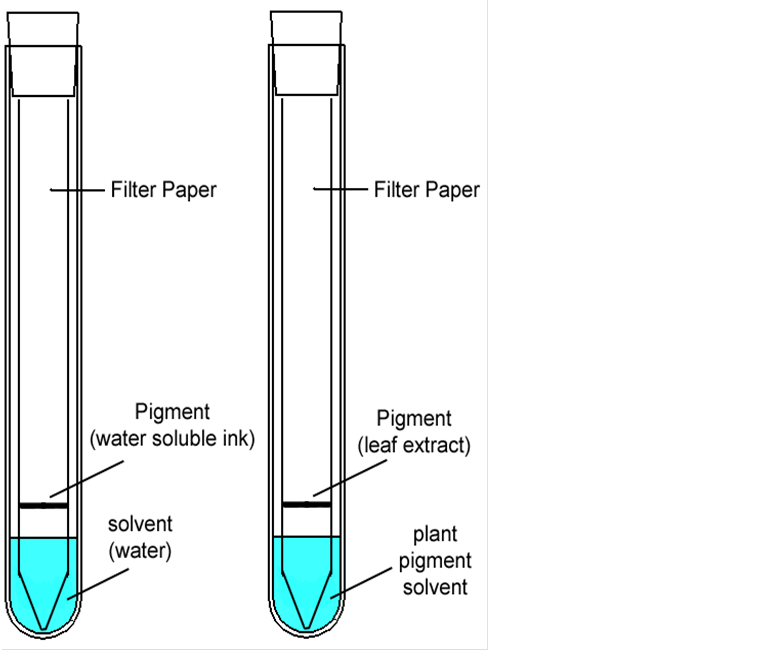 Filter Paper
Filter Paper
Pigment
(water soluble ink)
Pigment
(leaf extract)
solvent
(water)
plant
pigment
solvent